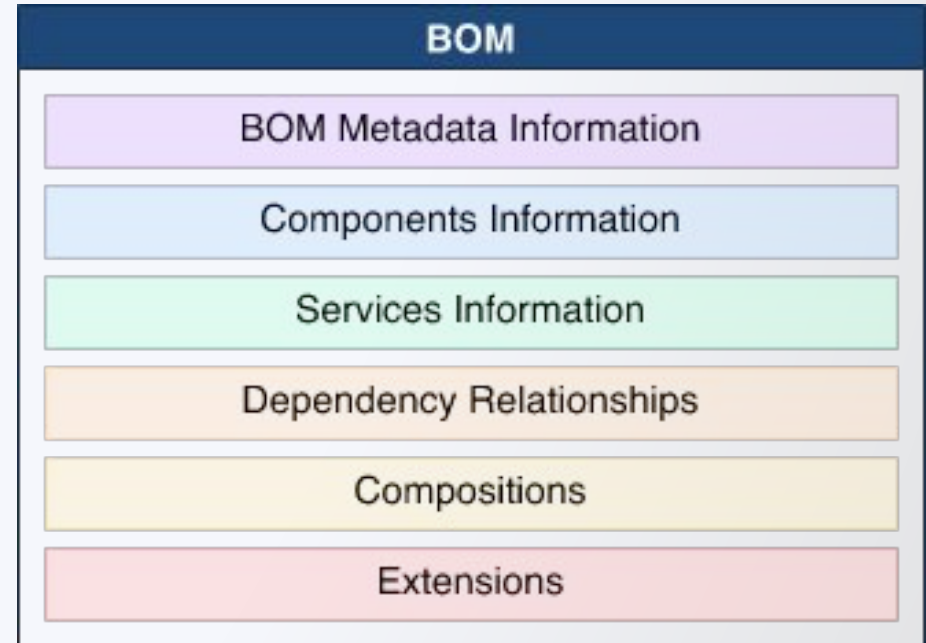 BOM
BOM Metadata Information
Components Information
Services Information
Dependency Relationships
Compositions
Extensions